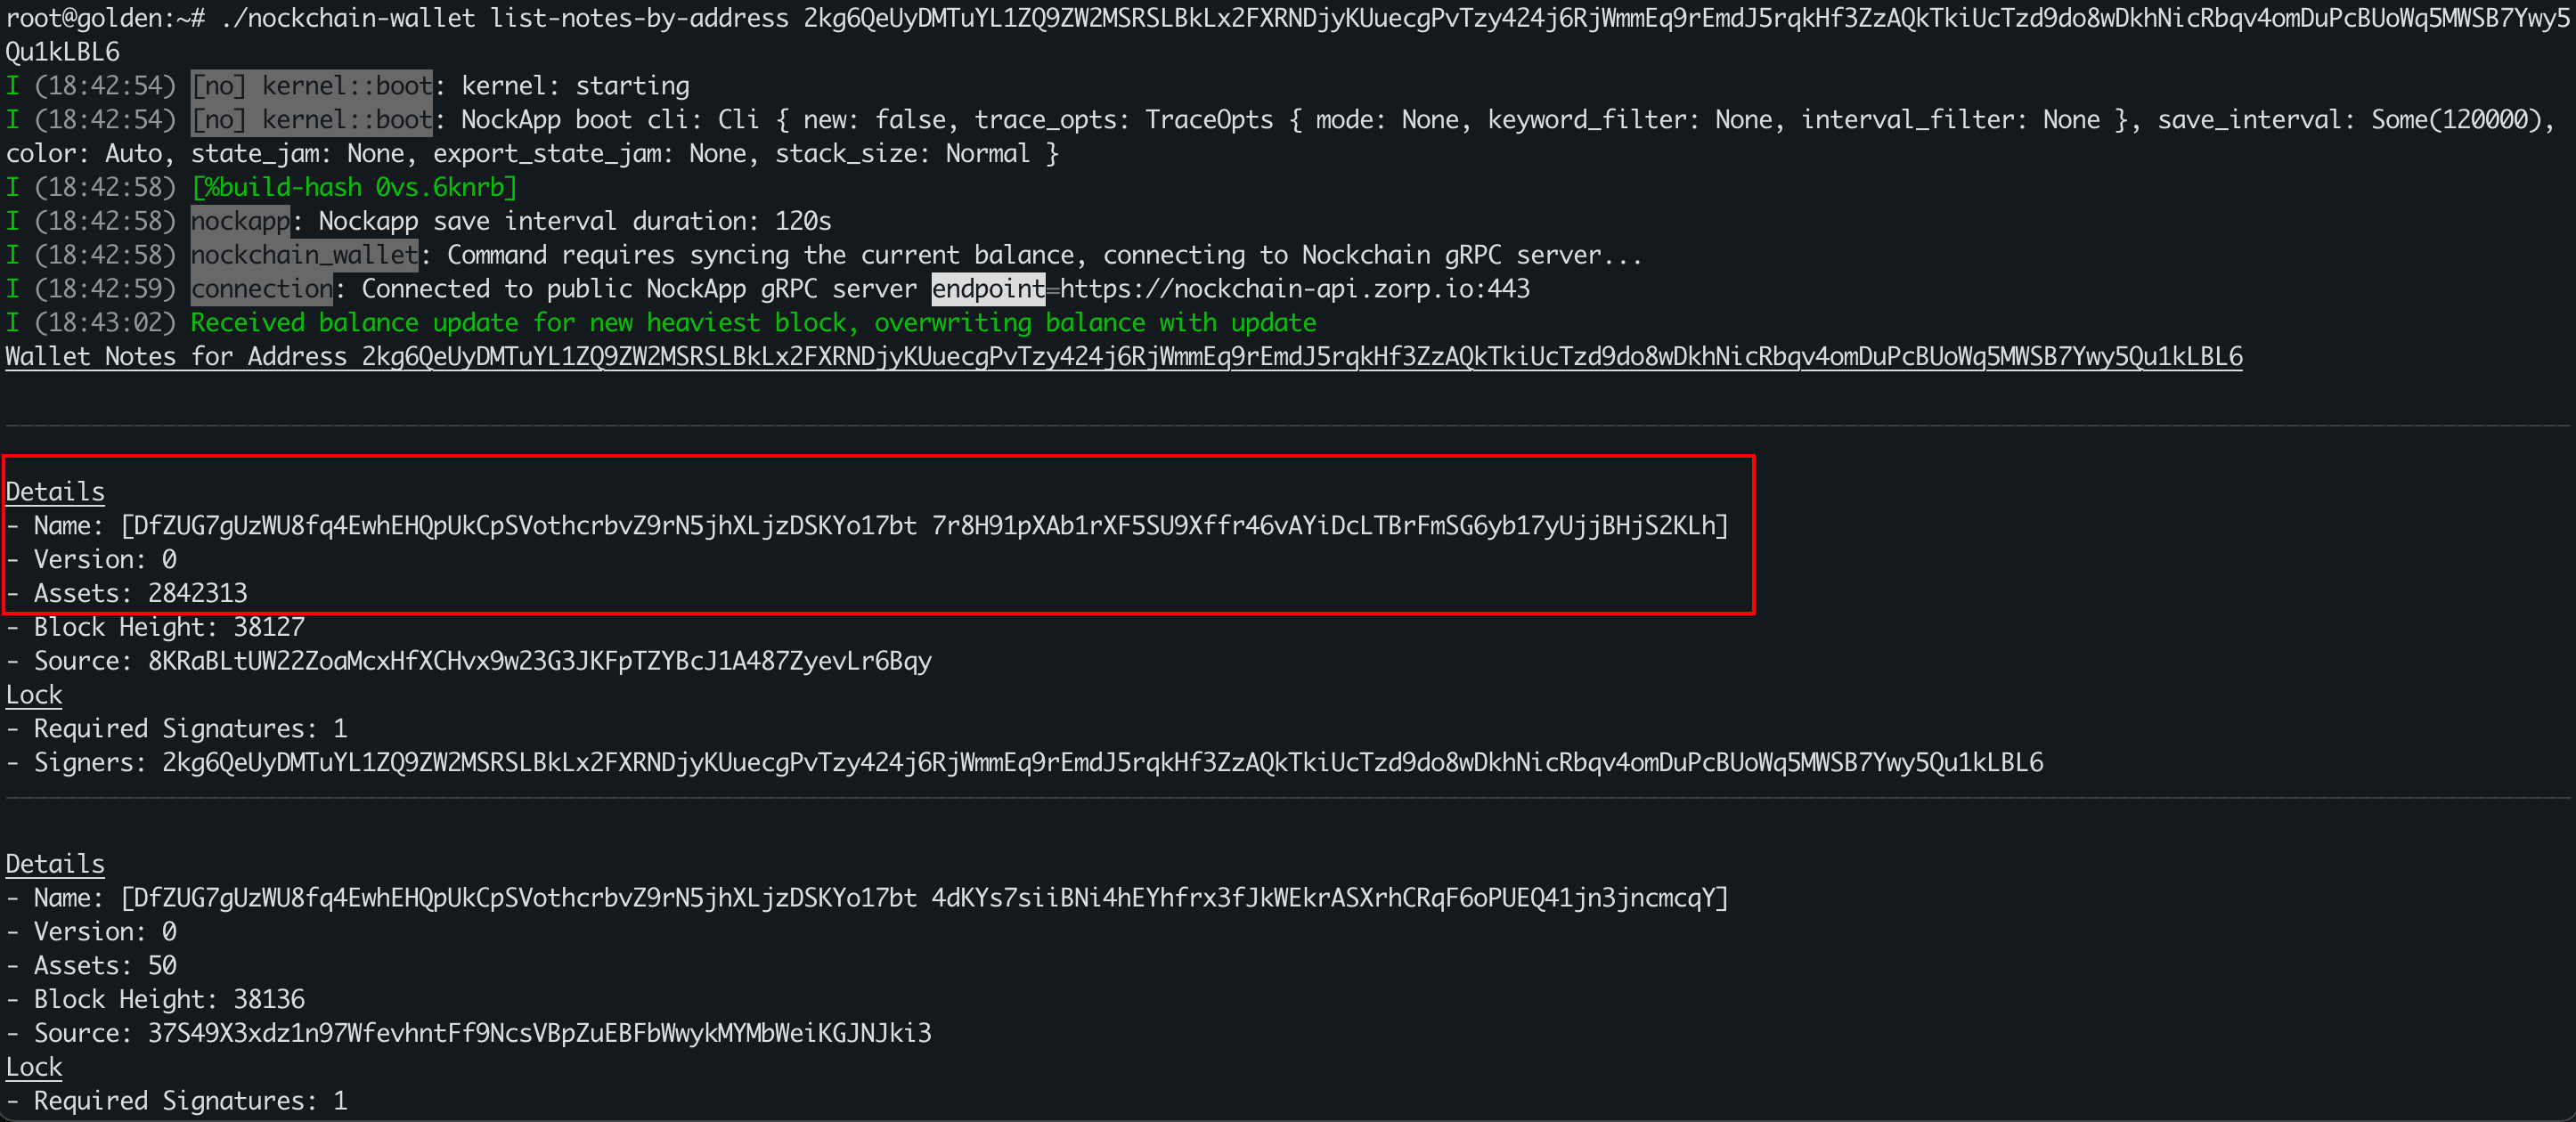 root@golden:~# ./nockchain-wallet list-notes-by-address 2kg6QeUyDMTuYL1ZQ9ZW2MSRSLBkLx2FXRNDjyKUuecgPvTzy424j6RjWmmEq9rEmdJ5rqkHf3ZzAQkTkiUcTzd9do8wDkhNicRbqv4omDuPcBUoWq5MWSB7Ywy5
Qu1kLBL6
I (18:42:54) [no] kernel::boot: kernel: starting
I (18:42:54) [no] kernel::boot: NockApp boot cli: Cli { new: false, trace_opts: TraceOpts { mode: None, keyword_filter: None, interval_filter: None }, save_interval: Some(120000),
color: Auto, state_jam: None, export_state_jam: None, stack_size: Normal }
I (18:42:58) [%build-hash 0vs.6knrb]
I (18:42:58) nockapp: Nockapp save interval duration: 120s
I (18:42:58) nockchain_wallet: Command requires syncing the current balance, connecting to Nockchain gRPC server...
I (18:42:59) connection: Connected to public NockApp gRPC server endpoint=https://nockchain-api.zorp.io:443
I (18:43:02) Received balance update for new heaviest block, overwriting balance with update
Wallet Notes for Address 2kg6QeUyDMTuYL1ZQ9ZW2MSRSLBkLx2FXRNDjyKUuecgPvTzy424j6RjWmmEq9rEmdJ5rqkHf3ZzAQkTkiUcTzd9do8wDkhNicRbqv4omDuPcBUoWq5MWSB7Ywy5Qu1kLBL6
Details
- Name: [DfZUG7gUzWU8fq4EwhEHQpUkCpSVothcrbvZ9rN5jhXLjzDSKYo17bt 7r8H91pXAb1rXF5SU9Xffr46vAYiDcLTBrFmSG6yb17yUjjBHjS2KLh]
- Version: 0
- Assets: 2842313
- Block Height: 38127
- Source: 8KRaBLtUW22ZoaMcxHfXCHvx9w23G3JKFpTZYBcJ1A487ZyevLr6Bqy
Lock
- Required Signatures: 1
- Signers: 2kg6QeUyDMTuYL1ZQ9ZW2MSRSLBkLx2FXRNDjyKUuecgPvTzy424j6RjWmmEq9rEmdJ5rqkHf3ZzAQkTkiUcTzd9do8wDkhNicRbqv4omDuPcBUoWq5MWSB7Ywy5Qu1kLBL6
Details
- Name: [DfZUG7gUzWU8fq4EwhEHQpUkCpSVothcrbvZ9rN5jhXLjzDSKYo17bt 4dKYs7siiBNi4hEYhfrx3fJkWEkrASXrhCRqF6oPUEQ41jn3jncmcqY]
- Version: 0
- Assets: 50
- Block Height: 38136
- Source: 37S49X3xdz1n97WfevhntFf9NcsVBpZuEBFbWwykMYMbWeiKGJNJki3
Lock
- Required Signatures: 1